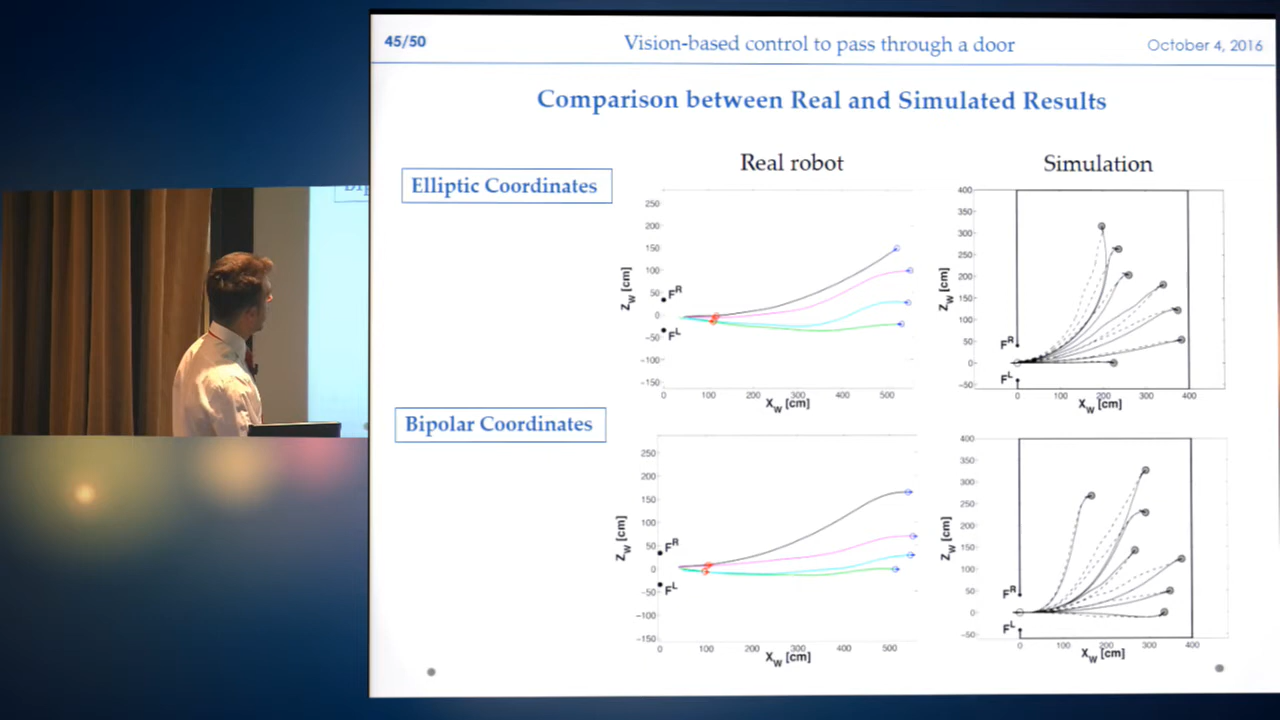 45/50
Vision-based control to pass through a door
October 4, 2016
Comparison between Real and Simulated Results
Real robot
Simulation
Elliptic Coordinates
250
200
150
100
50
0
-50
-100
-150
Z_W [cm]
F^R
F^L
0 100 200 300 400 500
X_W [cm]
400
350
300
250
200
150
100
50
0
-50
Z_W [cm]
F^R
F^L
0 100 200 300 400
X_W [cm]
Bipolar Coordinates
250
200
150
100
50
0
-50
-100
-150
Z_W [cm]
F^R
F^L
0 100 200 300 400 500
X_W [cm]
400
350
300
250
200
150
100
50
0
-50
Z_W [cm]
F^R
F^L
0 100 200 300 400
X_W [cm]